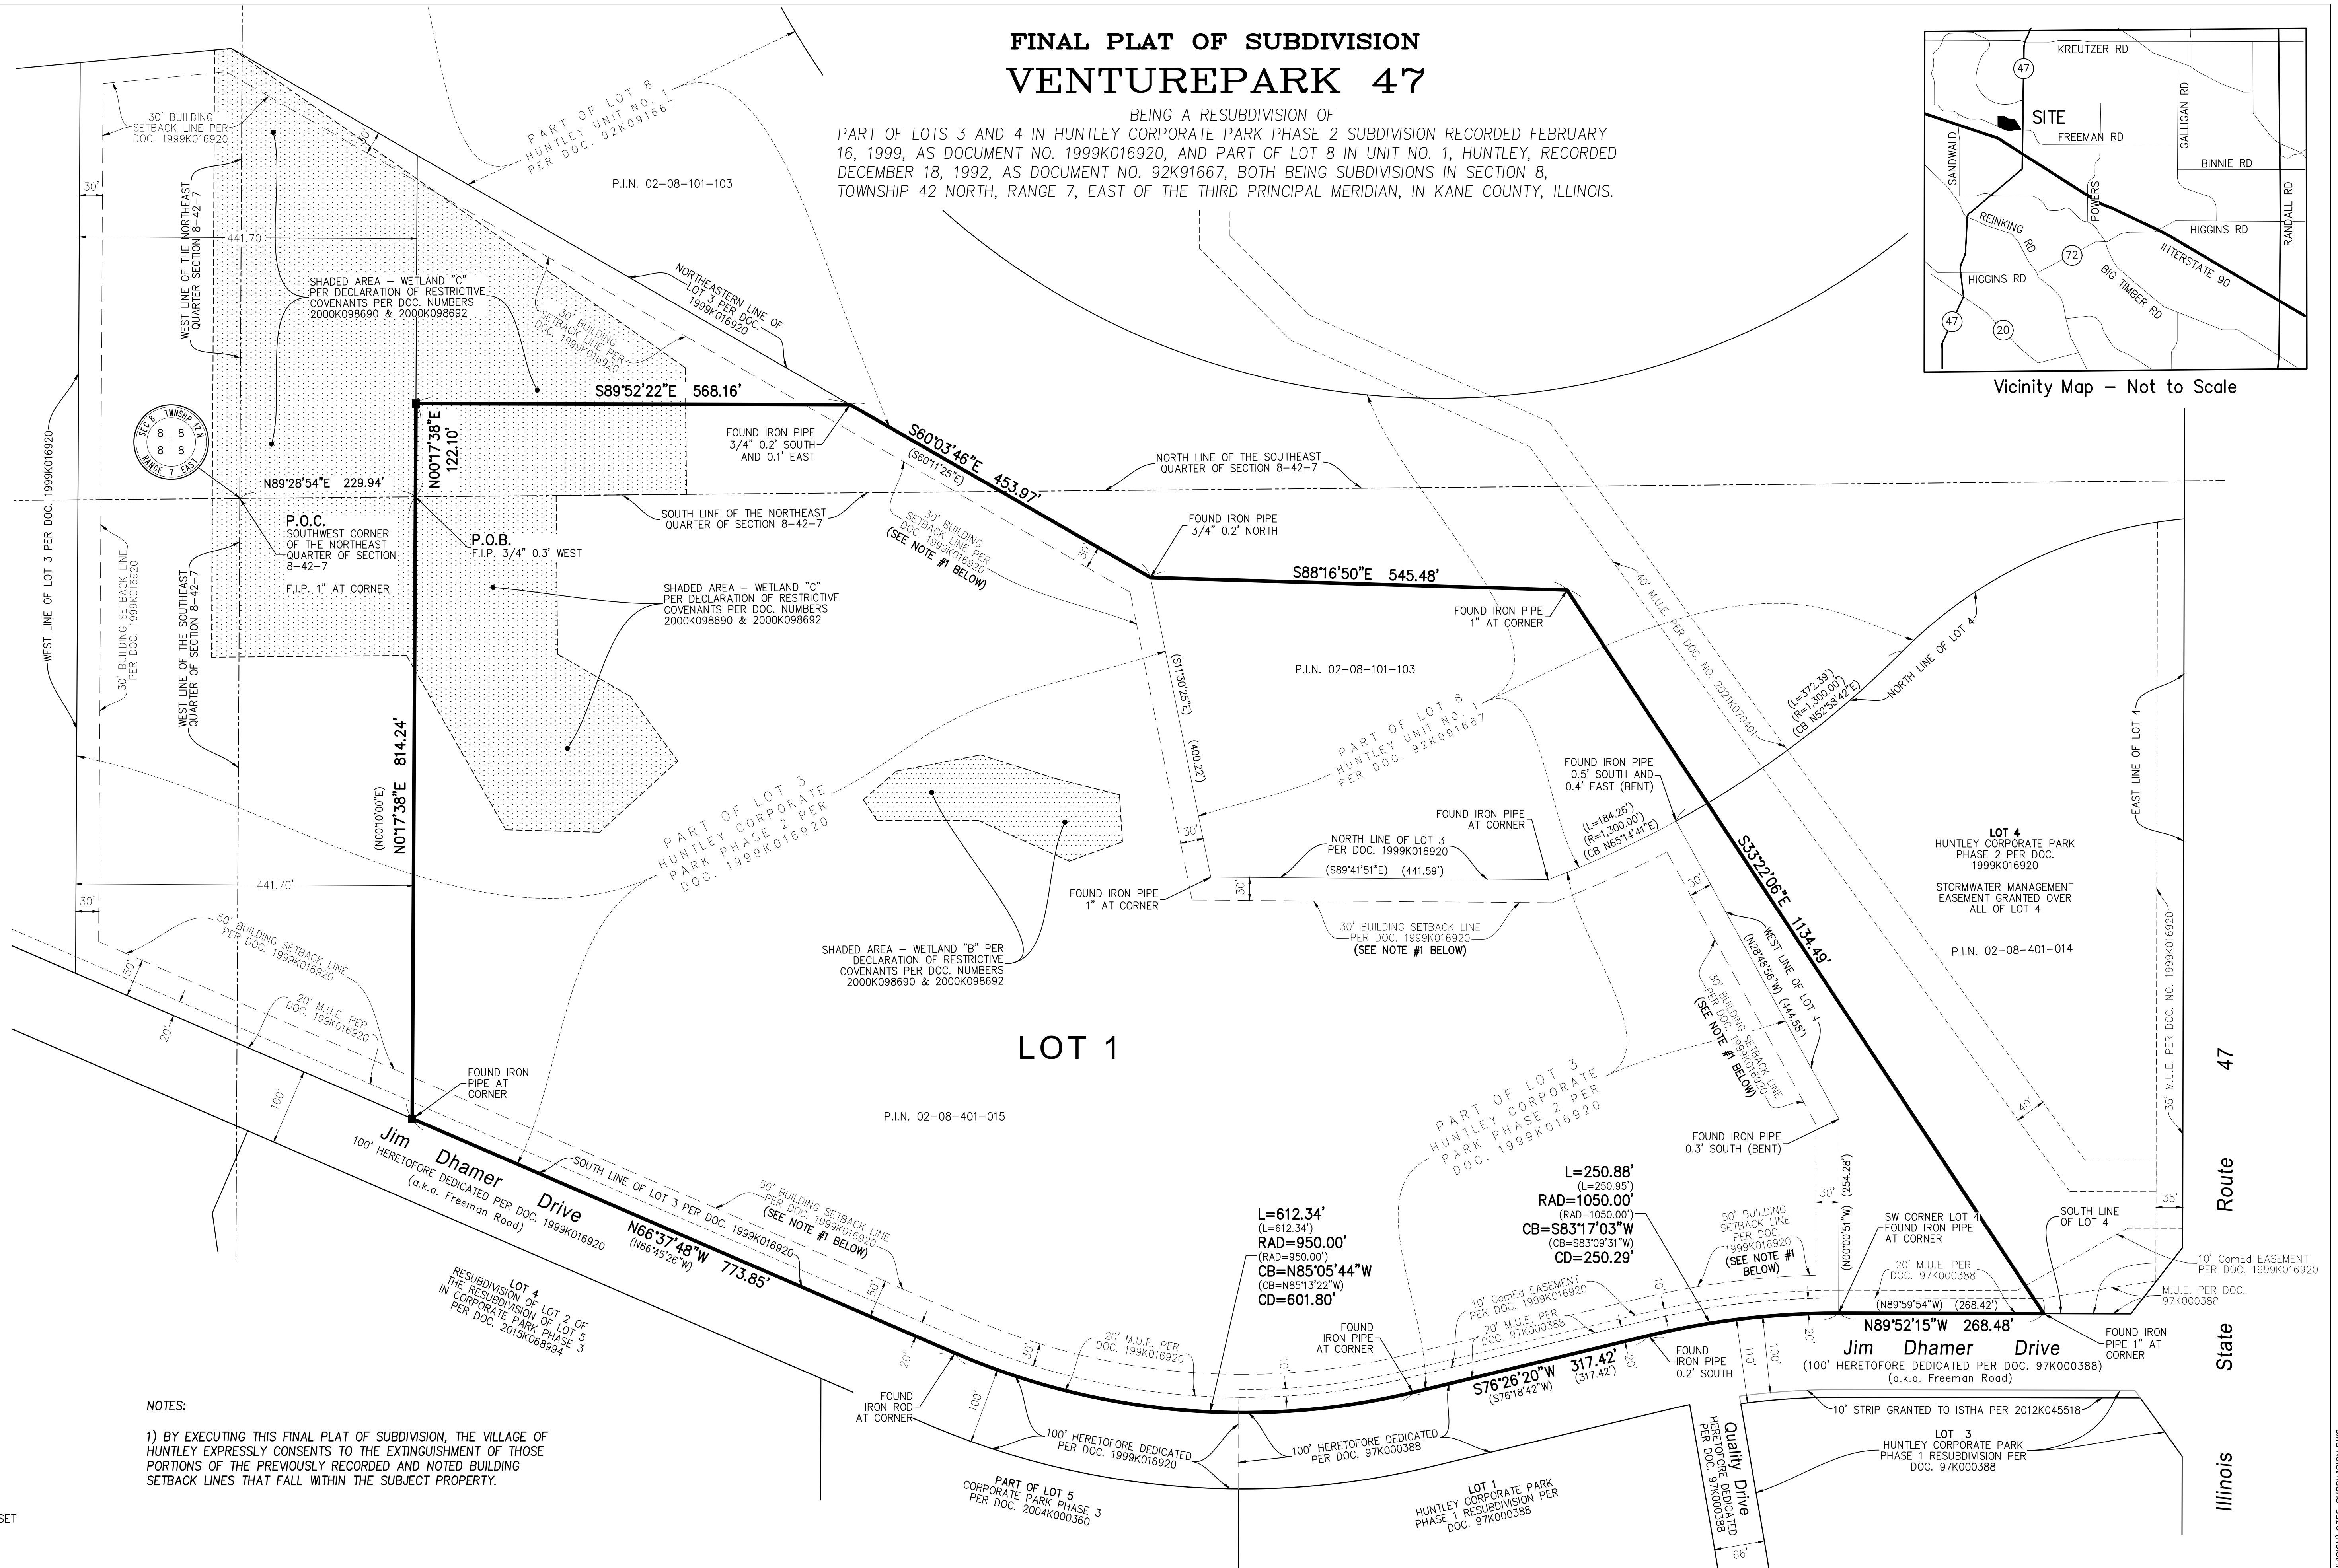 FINAL PLAT OF SUBDIVISION
VENTUREPARK 47
BEING A RESUBDIVISION OF
PART OF LOTS 3 AND 4 IN HUNTLEY CORPORATE PARK PHASE 2 SUBDIVISION RECORDED FEBRUARY
16, 1999, AS DOCUMENT NO. 1999K016920, AND PART OF LOT 8 IN UNIT NO. 1, HUNTLEY, RECORDED
DECEMBER 18, 1992, AS DOCUMENT NO. 92K91667, BOTH BEING SUBDIVISIONS IN SECTION 8,
TOWNSHIP 42 NORTH, RANGE 7, EAST OF THE THIRD PRINCIPAL MERIDIAN, IN KANE COUNTY, ILLINOIS.
KREUTZER RD
47
SITE
FREEMAN RD
GALLIGAN RD
SANDWALD
BINNIE RD
POWERS
RANDALL RD
REINKING
RD
HIGGINS RD
72
INTERSTATE 90
HIGGINS RD
BIG TIMBER RD
47
20
Vicinity Map – Not to Scale
30' BUILDING
SETBACK LINE PER
DOC. 1999K016920
30'
30'
PART OF LOT 8
HUNTLEY UNIT NO. 1
PER DOC. 92K091667
P.I.N. 02-08-101-103
WEST LINE OF THE NORTHEAST
QUARTER SECTION 8-42-7
441.70'
SHADED AREA – WETLAND "C"
PER DECLARATION OF RESTRICTIVE
COVENANTS PER DOC. NUMBERS
2000K098690 & 2000K098692
NORTHEASTERN LINE OF
LOT 3 PER DOC.
1999K016920
30' BUILDING
SETBACK LINE PER
DOC. 1999K016920
S89°52'22"E 568.16'
N00°17'38"E
122.10'
FOUND IRON PIPE
3/4" 0.2' SOUTH
AND 0.1' EAST
S60°03'46"E 453.97'
(S60°11'25"E)
SEC 8 TWNSHP 42 N
RANGE 7 EAST
8 8
8 8
WEST LINE OF LOT 3 PER DOC. 1999K016920
N89°28'54"E 229.94'
NORTH LINE OF THE SOUTHEAST
QUARTER OF SECTION 8-42-7
SOUTH LINE OF THE NORTHEAST
QUARTER OF SECTION 8-42-7
P.O.C.
SOUTHWEST CORNER
OF THE NORTHEAST
QUARTER OF SECTION
8-42-7
F.I.P. 1" AT CORNER
P.O.B.
F.I.P. 3/4" 0.3' WEST
30' BUILDING
SETBACK LINE PER
DOC. 1999K016920
(SEE NOTE #1 BELOW)
30'
FOUND IRON PIPE
3/4" 0.2' NORTH
S88°16'50"E 545.48'
30' BUILDING SETBACK LINE
PER DOC. 1999K016920
WEST LINE OF THE SOUTHEAST
QUARTER OF SECTION 8-42-7
SHADED AREA – WETLAND "C"
PER DECLARATION OF RESTRICTIVE
COVENANTS PER DOC. NUMBERS
2000K098690 & 2000K098692
FOUND IRON PIPE
1" AT CORNER
40' M.U.E. PER DOC. NO. 2021K070401
P.I.N. 02-08-101-103
(S11°30'25"E)
(400.22')
PART OF LOT 8
HUNTLEY UNIT NO. 1
PER DOC. 92K091667
(L=372.39')
(R=1,300.00')
(CB N52°58'42"E)
NORTH LINE OF LOT 4
EAST LINE OF LOT 4
(N00°10'00"E)
N0°17'38"E 814.24'
FOUND IRON PIPE
0.5' SOUTH AND
0.4' EAST (BENT)
PART OF LOT 3
HUNTLEY CORPORATE
PARK PHASE 2 PER
DOC. 1999K016920
30'
FOUND IRON PIPE
AT CORNER
NORTH LINE OF LOT 3
PER DOC. 1999K016920
(S89°41'51"E) (441.59')
(L=184.26')
(R=1,300.00')
(CB N65°14'41"E)
LOT 4
HUNTLEY CORPORATE PARK
PHASE 2 PER DOC.
1999K016920
STORMWATER MANAGEMENT
EASEMENT GRANTED OVER
ALL OF LOT 4
P.I.N. 02-08-401-014
FOUND IRON PIPE
1" AT CORNER
30'
30'
441.70'
30'
S33°22'06"E 1134.49'
30' BUILDING SETBACK LINE
PER DOC. 1999K016920
(SEE NOTE #1 BELOW)
WEST LINE OF LOT 4
(N28°48'56"W) (444.58')
SHADED AREA – WETLAND "B" PER
DECLARATION OF RESTRICTIVE
COVENANTS PER DOC. NUMBERS
2000K098690 & 2000K098692
50' BUILDING SETBACK LINE
PER DOC. 1999K016920
50'
20' M.U.E. PER
DOC. 199K016920
20'
30' BUILDING SETBACK LINE
PER DOC. 1999K016920
(SEE NOTE #1 BELOW)
35' M.U.E. PER DOC. NO. 1999K016920
LOT 1
P.I.N. 02-08-401-015
FOUND IRON
PIPE AT
CORNER
100'
PART OF LOT 3
HUNTLEY CORPORATE
PARK PHASE 2 PER
DOC. 1999K016920
40'
FOUND IRON PIPE
0.3' SOUTH (BENT)
Jim Dhamer Drive
100' HERETOFORE DEDICATED PER DOC. 1999K016920
(a.k.a. Freeman Road)
SOUTH LINE OF LOT 3 PER DOC. 1999K016920
N66°37'48"W 773.85'
(N66°45'26"W)
50' BUILDING SETBACK LINE
PER DOC. 1999K016920
(SEE NOTE #1 BELOW)
50'
L=612.34'
(L=612.34')
RAD=950.00'
(RAD=950.00')
CB=N85°05'44"W
(CB=N85°13'22"W)
CD=601.80'
L=250.88'
(L=250.95')
RAD=1050.00'
(RAD=1050.00')
CB=S83°17'03"W
(CB=S83°09'31"W)
CD=250.29'
50' BUILDING
SETBACK LINE
PER DOC.
1999K016920
(SEE NOTE #1
BELOW)
30'
(N00°00'51"W) (254.28')
SW CORNER LOT 4
FOUND IRON PIPE
AT CORNER
SOUTH LINE
OF LOT 4
35'
10' ComEd EASEMENT
PER DOC. 1999K016920
M.U.E. PER DOC.
97K000388
20' M.U.E. PER
DOC. 97K000388
(N89°59'54"W) (268.42')
N89°52'15"W 268.48'
FOUND IRON
PIPE 1" AT
CORNER
Jim Dhamer Drive
(100' HERETOFORE DEDICATED PER DOC. 97K000388)
(a.k.a. Freeman Road)
LOT 4
RESUBDIVISION OF LOT 2 OF
THE RESUBDIVISION OF LOT 5
IN CORPORATE PARK PHASE 3
PER DOC. 2015K068994
20'
30'
20' M.U.E. PER
DOC. 199K016920
10' ComEd EASEMENT
PER DOC. 1999K016920
20' M.U.E. PER
DOC. 97K000388
10'
10'
FOUND
IRON PIPE
AT CORNER
S76°26'20"W 317.42'
(S76°18'42"W) (317.42')
20'
FOUND
IRON PIPE
0.2' SOUTH
20'
110'
100'
FOUND
IRON ROD
AT CORNER
100'
100' HERETOFORE DEDICATED
PER DOC. 1999K016920
100' HERETOFORE DEDICATED
PER DOC. 97K000388
Quality Drive
HERETOFORE DEDICATED
PER DOC. 97K000388
66'
10' STRIP GRANTED TO ISTHA PER 2012K045518
LOT 3
HUNTLEY CORPORATE PARK
PHASE 1 RESUBDIVISION PER
DOC. 97K000388
PART OF LOT 5
CORPORATE PARK PHASE 3
PER DOC. 2004K000360
LOT 1
HUNTLEY CORPORATE PARK
PHASE 1 RESUBDIVISION PER
DOC. 97K000388
Illinois State Route 47
NOTES:
1) BY EXECUTING THIS FINAL PLAT OF SUBDIVISION, THE VILLAGE OF
HUNTLEY EXPRESSLY CONSENTS TO THE EXTINGUISHMENT OF THOSE
PORTIONS OF THE PREVIOUSLY RECORDED AND NOTED BUILDING
SETBACK LINES THAT FALL WITHIN THE SUBJECT PROPERTY.
SET